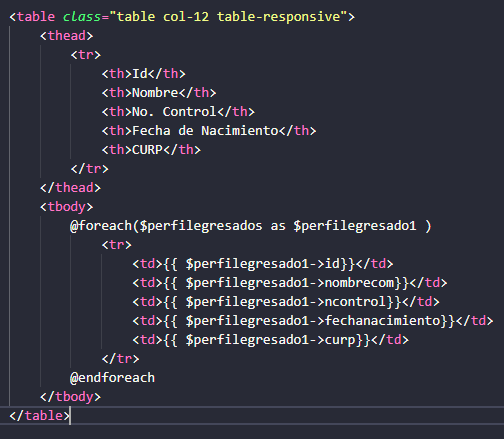 <table class="table col-12 table-responsive">
<thead>
<tr>
<th>Id</th>
<th>Nombre</th>
<th>No. Control</th>
<th>Fecha de Nacimiento</th>
<th>CURP</th>
</tr>
</thead>
<tbody>
@foreach($perfilegresados as $perfilegresado1 )
<tr>
<td>{{ $perfilegresado1->id}}</td>
<td>{{ $perfilegresado1->nombrecom}}</td>
<td>{{ $perfilegresado1->ncontrol}}</td>
<td>{{ $perfilegresado1->fechanacimiento}}</td>
<td>{{ $perfilegresado1->curp}}</td>
</tr>
@endforeach
</tbody>
</table>